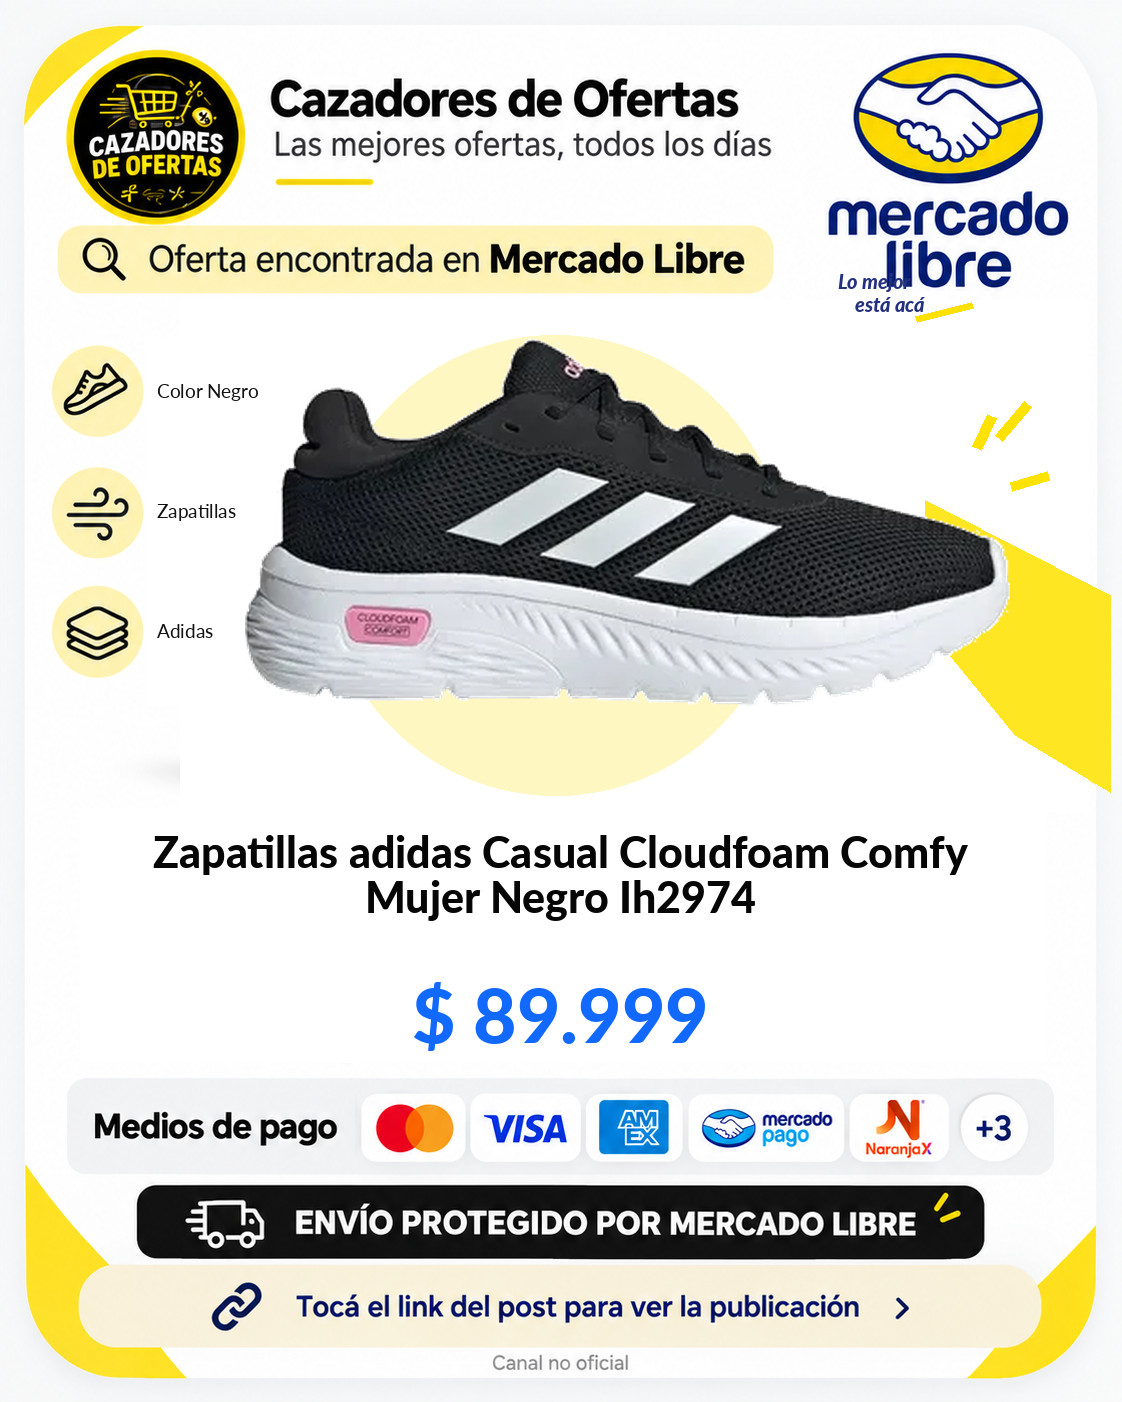 CAZADORES
DE OFERTAS
Cazadores de Ofertas
Las mejores ofertas, todos los días
mercado
libre
Lo mejor
está acá
Oferta encontrada en Mercado Libre
Color Negro
Zapatillas
Adidas
CLOUDFOAM
COMFORT
Zapatillas adidas Casual Cloudfoam Comfy
Mujer Negro Ih2974
$ 89.999
Medios de pago
VISA
AM
EX
mercado
pago
NaranjaX
+3
ENVÍO PROTEGIDO POR MERCADO LIBRE
Tocá el link del post para ver la publicación
Canal no oficial